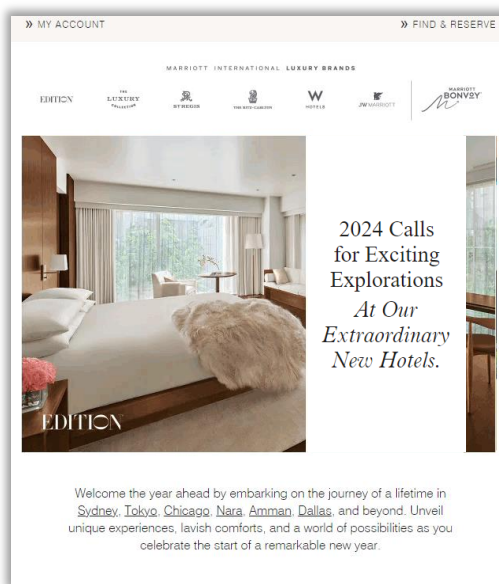 » MY ACCOUNT
» FIND & RESERVE
MARRIOTT INTERNATIONAL LUXURY BRANDS
EDITION
THE LUXURY COLLECTION
ST REGIS
THE RITZ-CARLTON
W HOTELS
JW MARRIOTT
MARRIOTT BONVOY
2024 Calls
for Exciting
Explorations
At Our
Extraordinary
New Hotels.
EDITION
Welcome the year ahead by embarking on the journey of a lifetime in
Sydney, Tokyo, Chicago, Nara, Amman, Dallas, and beyond. Unveil
unique experiences, lavish comforts, and a world of possibilities as you
celebrate the start of a remarkable new year.